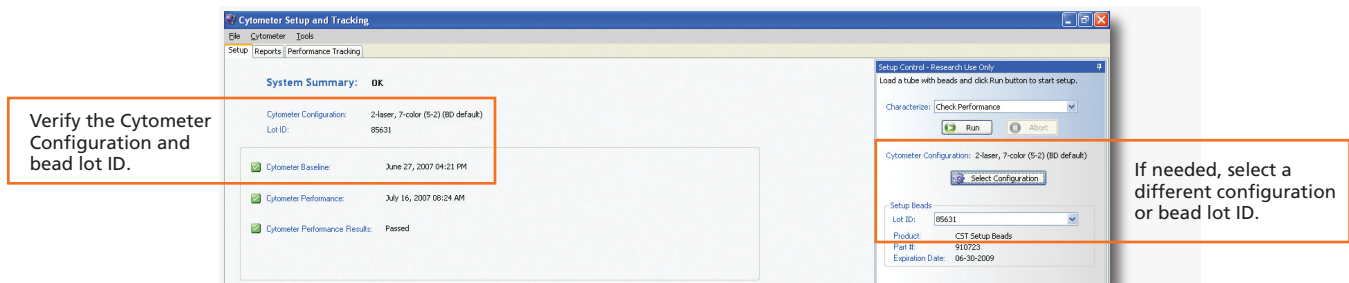 Cytometer Setup and Tracking
File Cytometer Tools
Setup Reports Performance Tracking
System Summary: OK
Cytometer Configuration: 2-laser, 7-color (5-2) (BD default)
Lot ID: 85631
Cytometer Baseline: June 27, 2007 04:21 PM
Cytometer Performance: July 16, 2007 08:24 AM
Cytometer Performance Results: Passed
Setup Control - Research Use Only
Load a tube with beads and click Run button to start setup.
Characterize: Check Performance
Run Abort
Cytometer Configuration: 2-laser, 7-color (5-2) (BD default)
Select Configuration
Setup Beads
Lot ID: 85631
Product: CST Setup Beads
Part #: 910723
Expiration Date: 06-30-2009
Verify the Cytometer
Configuration and
bead lot ID.
If needed, select a
different configuration
or bead lot ID.